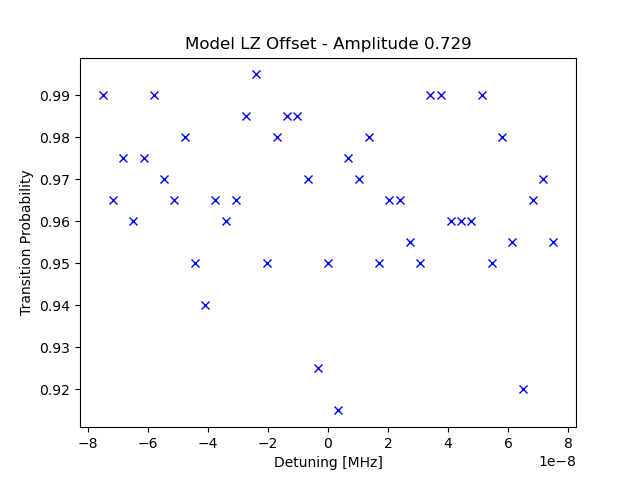 Model LZ Offset - Amplitude 0.729
Transition Probability
0.99
0.98
0.97
0.96
0.95
0.94
0.93
0.92
−8 −6 −4 −2 0 2 4 6 8
1e−8
Detuning [MHz]